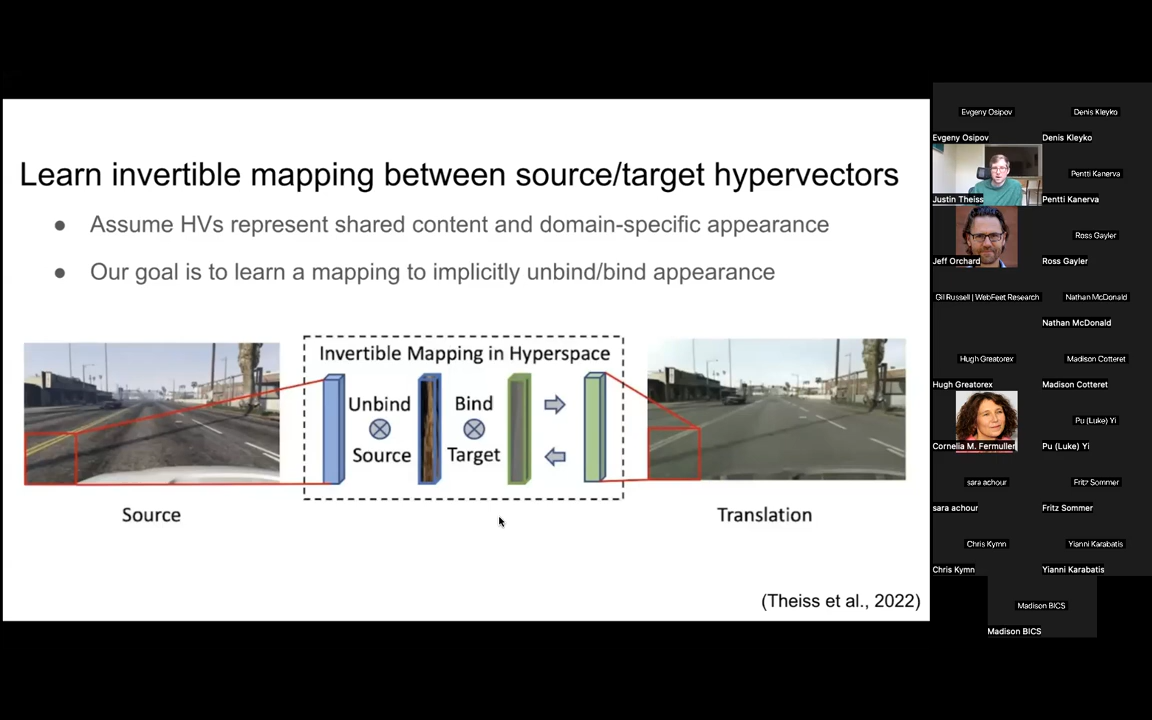 Learn invertible mapping between source/target hypervectors
● Assume HVs represent shared content and domain-specific appearance
● Our goal is to learn a mapping to implicitly unbind/bind appearance
Invertible Mapping in Hyperspace
Unbind
Source
Bind
Target
Source
Translation
(Theiss et al., 2022)
Evgeny Osipov
Denis Kleyko
Evgeny Osipov
Denis Kleyko
Pentti Kanerva
Justin Theiss
Pentti Kanerva
Ross Gayler
Jeff Orchard
Ross Gayler
Gil Russell | WebFeet Research
Nathan McDonald
Nathan McDonald
Hugh Greatorex
Madison Cotteret
Hugh Greatorex
Madison Cotteret
Pu (Luke) Yi
Cornelia M. Fermuller
Pu (Luke) Yi
sara achour
Fritz Sommer
sara achour
Fritz Sommer
Chris Kymn
Yianni Karabatis
Chris Kymn
Yianni Karabatis
Madison BICS
Madison BICS